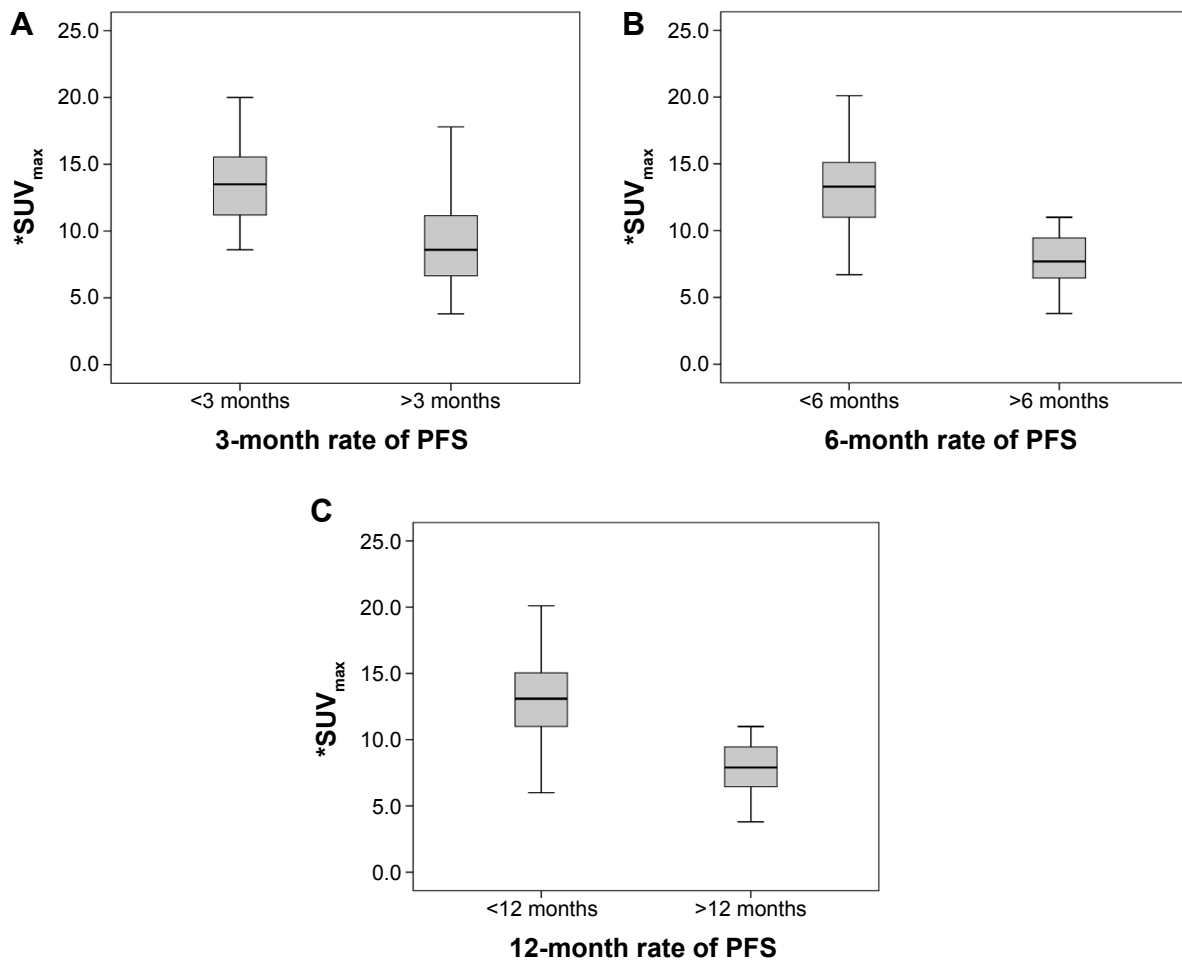 A
25.0
20.0
15.0
10.0
5.0
0.0
*SUVmax
<3 months >3 months
3-month rate of PFS
B
25.0
20.0
15.0
10.0
5.0
0.0
*SUVmax
<6 months >6 months
6-month rate of PFS
C
25.0
20.0
15.0
10.0
5.0
0.0
*SUVmax
<12 months >12 months
12-month rate of PFS